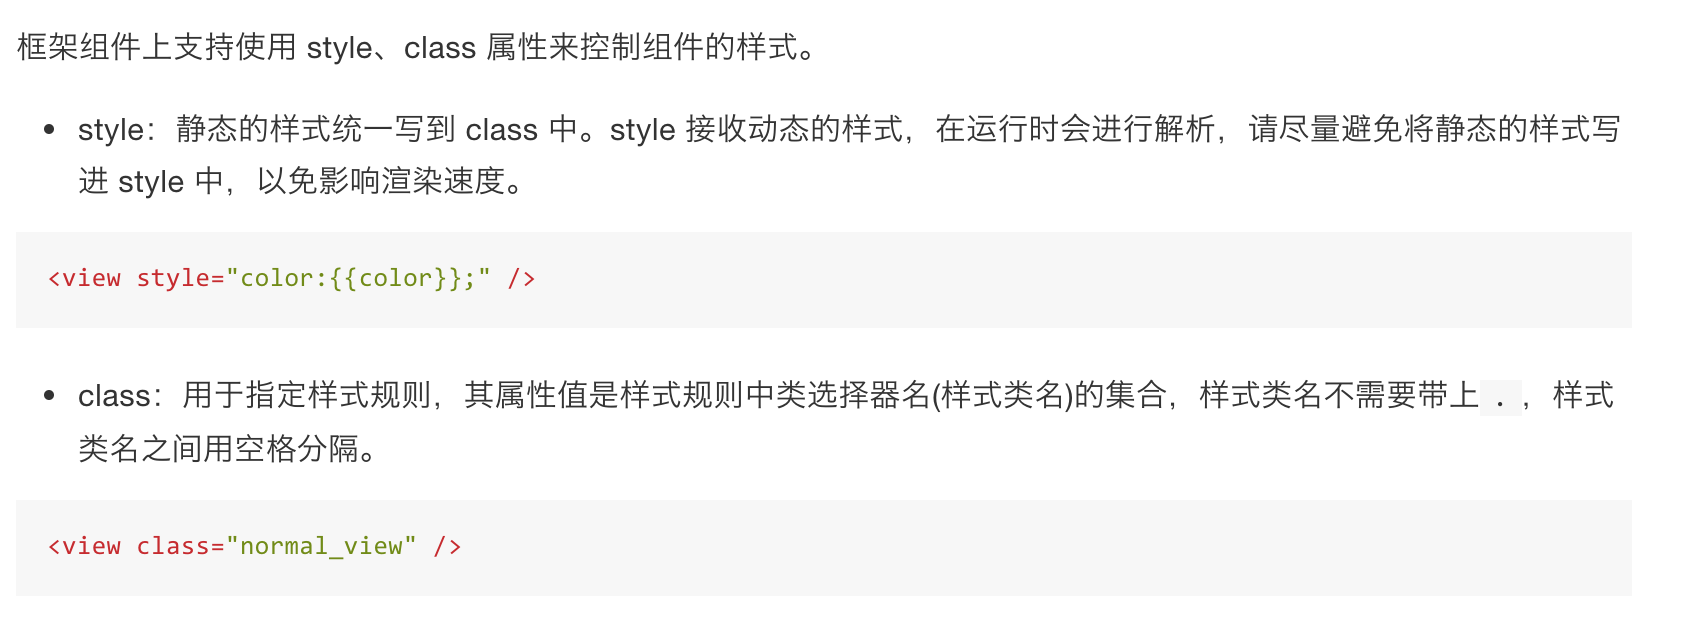 框架组件上支持使用 style、class 属性来控制组件的样式。
• style：静态的样式统一写到 class 中。style 接收动态的样式，在运行时会进行解析，请尽量避免将静态的样式写
进 style 中，以免影响渲染速度。
<view style="color:{{color}};" />
• class：用于指定样式规则，其属性值是样式规则中类选择器名(样式类名)的集合，样式类名不需要带上 . ，样式
类名之间用空格分隔。
<view class="normal_view" />